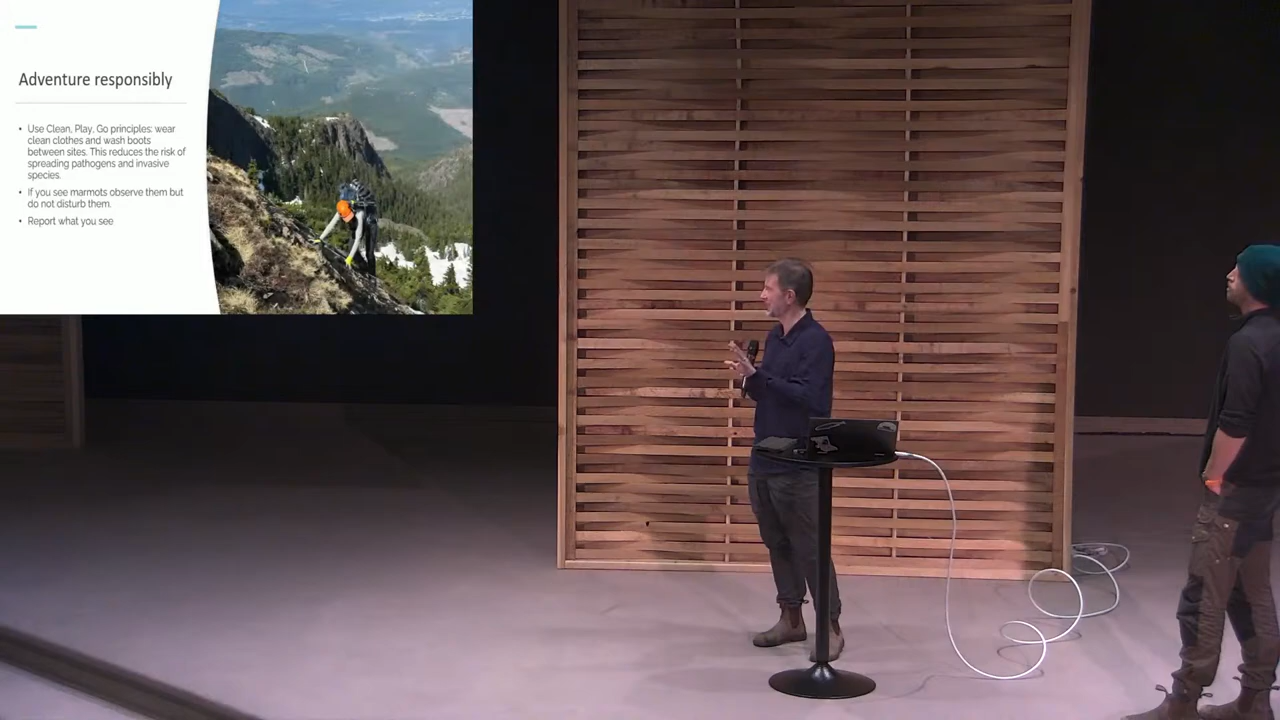 Adventure responsibly
• Use Clean, Play, Go principles: wear
clean clothes and wash boots
between sites. This reduces the risk of
spreading pathogens and invasive
species.
• If you see marmots observe them but
do not disturb them.
• Report what you see